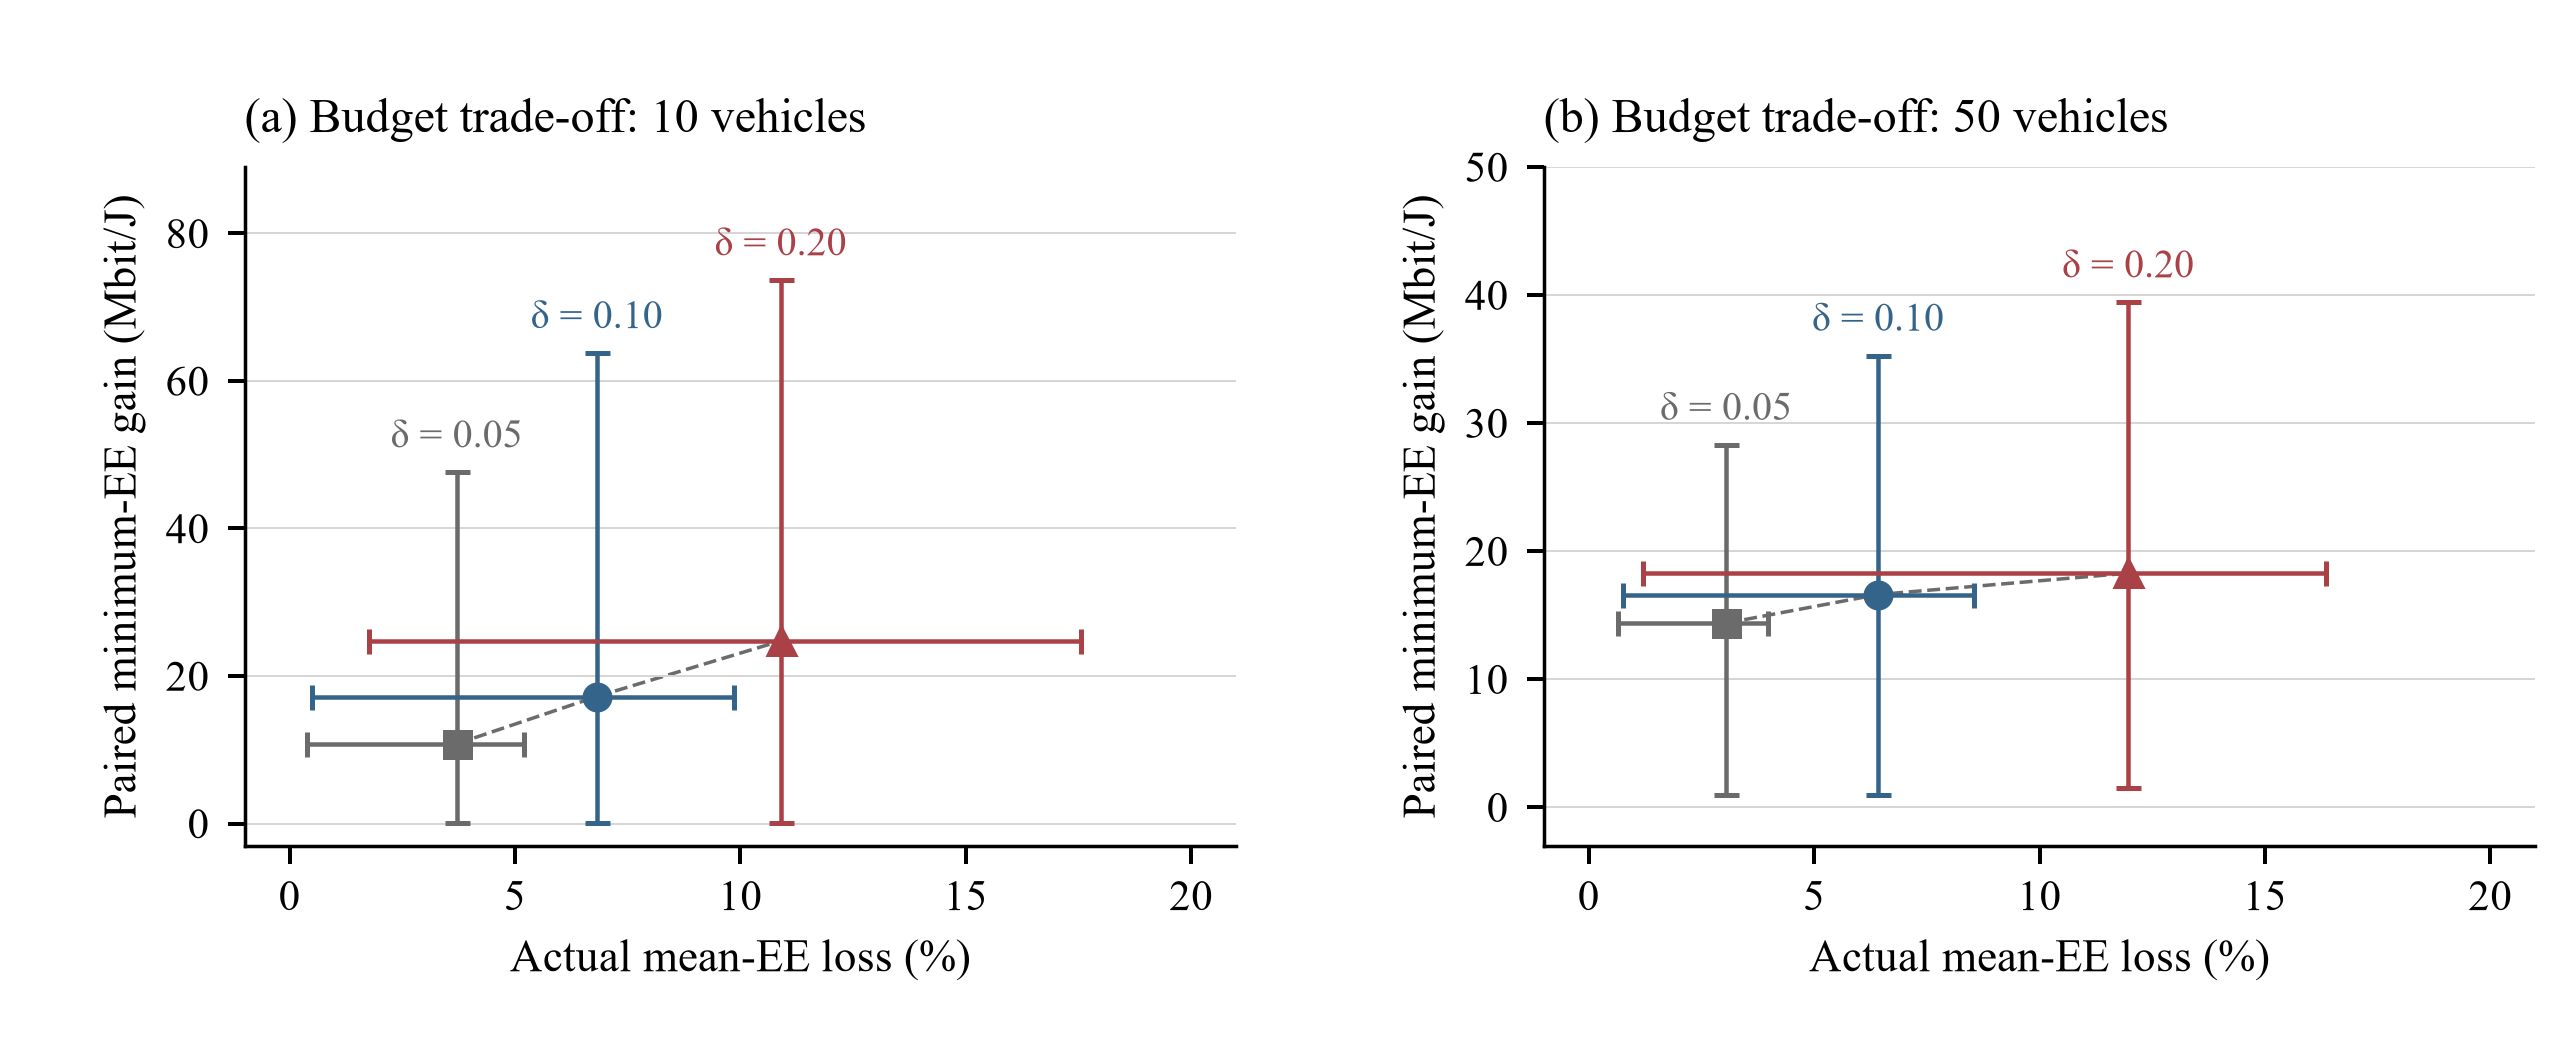 (a) Budget trade-off: 10 vehicles
Paired minimum-EE gain (Mbit/J)
80
60
40
20
0
δ = 0.05
δ = 0.10
δ = 0.20
0 5 10 15 20
Actual mean-EE loss (%)
(b) Budget trade-off: 50 vehicles
Paired minimum-EE gain (Mbit/J)
50
40
30
20
10
0
δ = 0.05
δ = 0.10
δ = 0.20
0 5 10 15 20
Actual mean-EE loss (%)